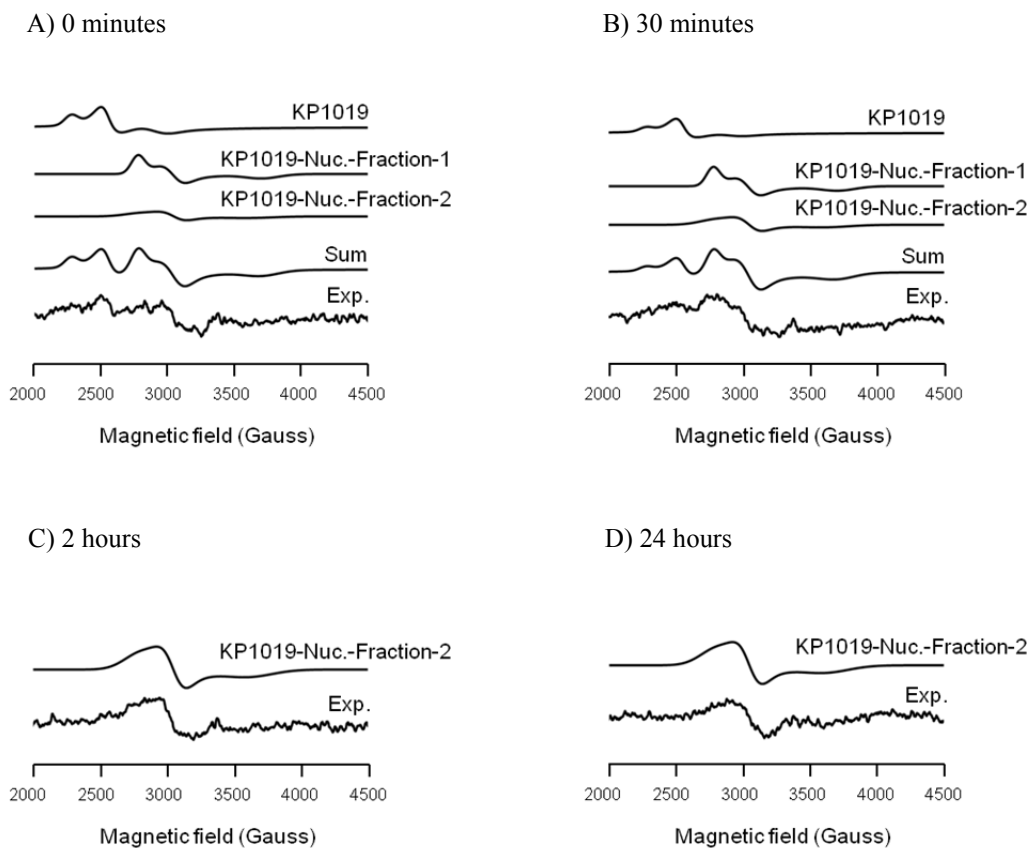 A) 0 minutes
KP1019
KP1019-Nuc.-Fraction-1
KP1019-Nuc.-Fraction-2
Sum
Exp.
2000 2500 3000 3500 4000 4500
Magnetic field (Gauss)
B) 30 minutes
KP1019
KP1019-Nuc.-Fraction-1
KP1019-Nuc.-Fraction-2
Sum
Exp.
2000 2500 3000 3500 4000 4500
Magnetic field (Gauss)
C) 2 hours
KP1019-Nuc.-Fraction-2
Exp.
2000 2500 3000 3500 4000 4500
Magnetic field (Gauss)
D) 24 hours
KP1019-Nuc.-Fraction-2
Exp.
2000 2500 3000 3500 4000 4500
Magnetic field (Gauss)